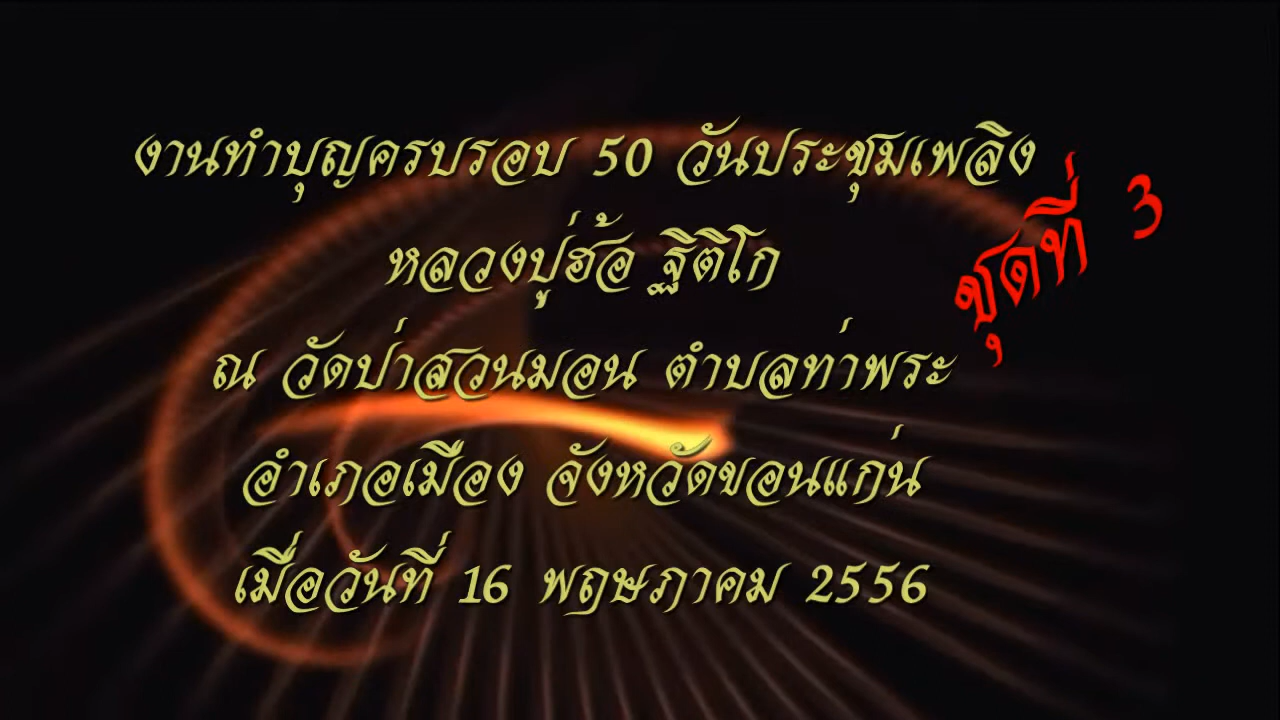 งานทำบุญครบรอบ 50 วันประชุมเพลิง
หลวงปู่ฮ้อ ฐิติโก
ณ วัดป่าสวนมอน ตำบลท่าพระ
อำเภอเมือง จังหวัดขอนแก่น
เมื่อวันที่ 16 พฤษภาคม 2556
ชุดที่ 3